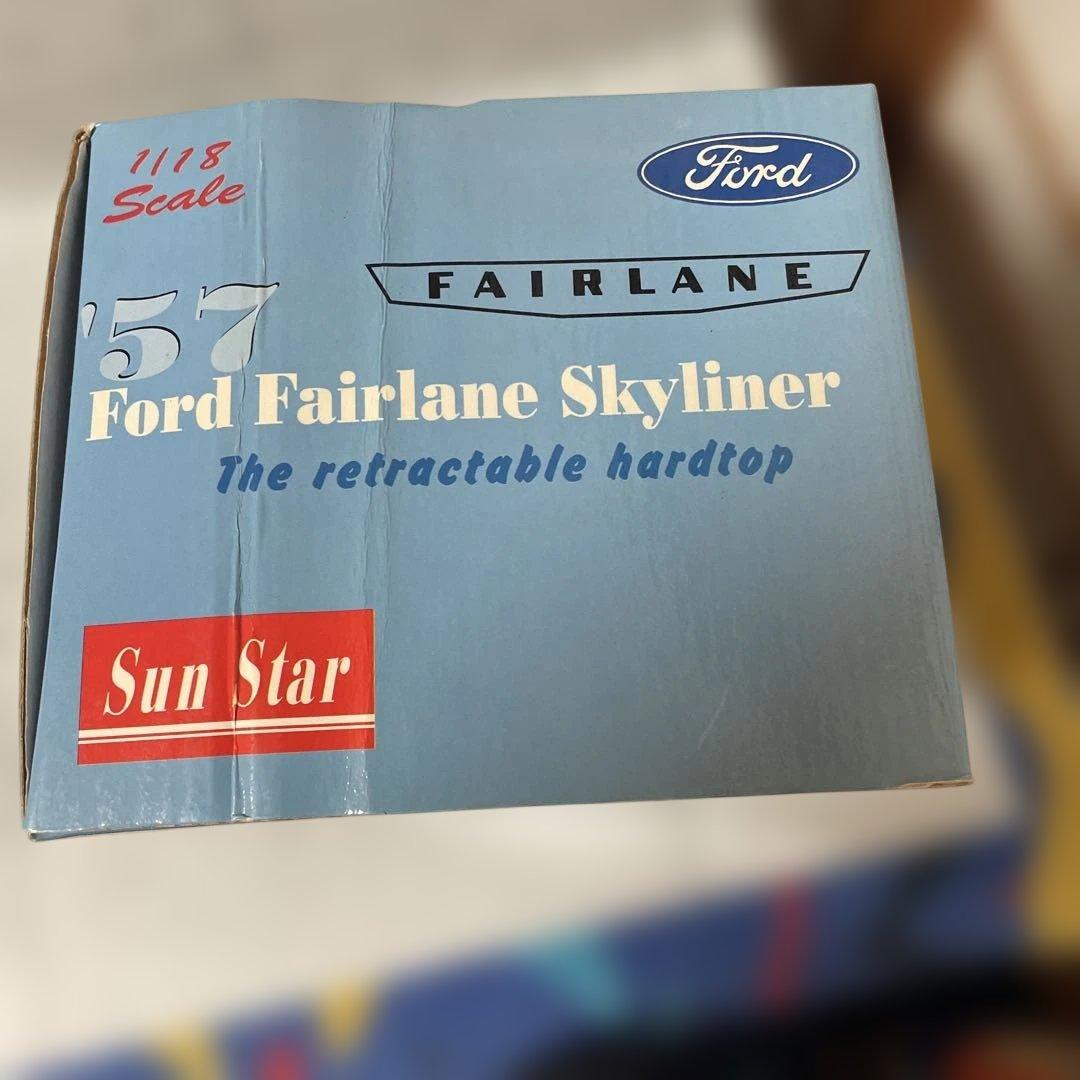 1/18
Scale
Ford
FAIRLANE
'57
Ford Fairlane Skyliner
The retractable hardtop
Sun Star